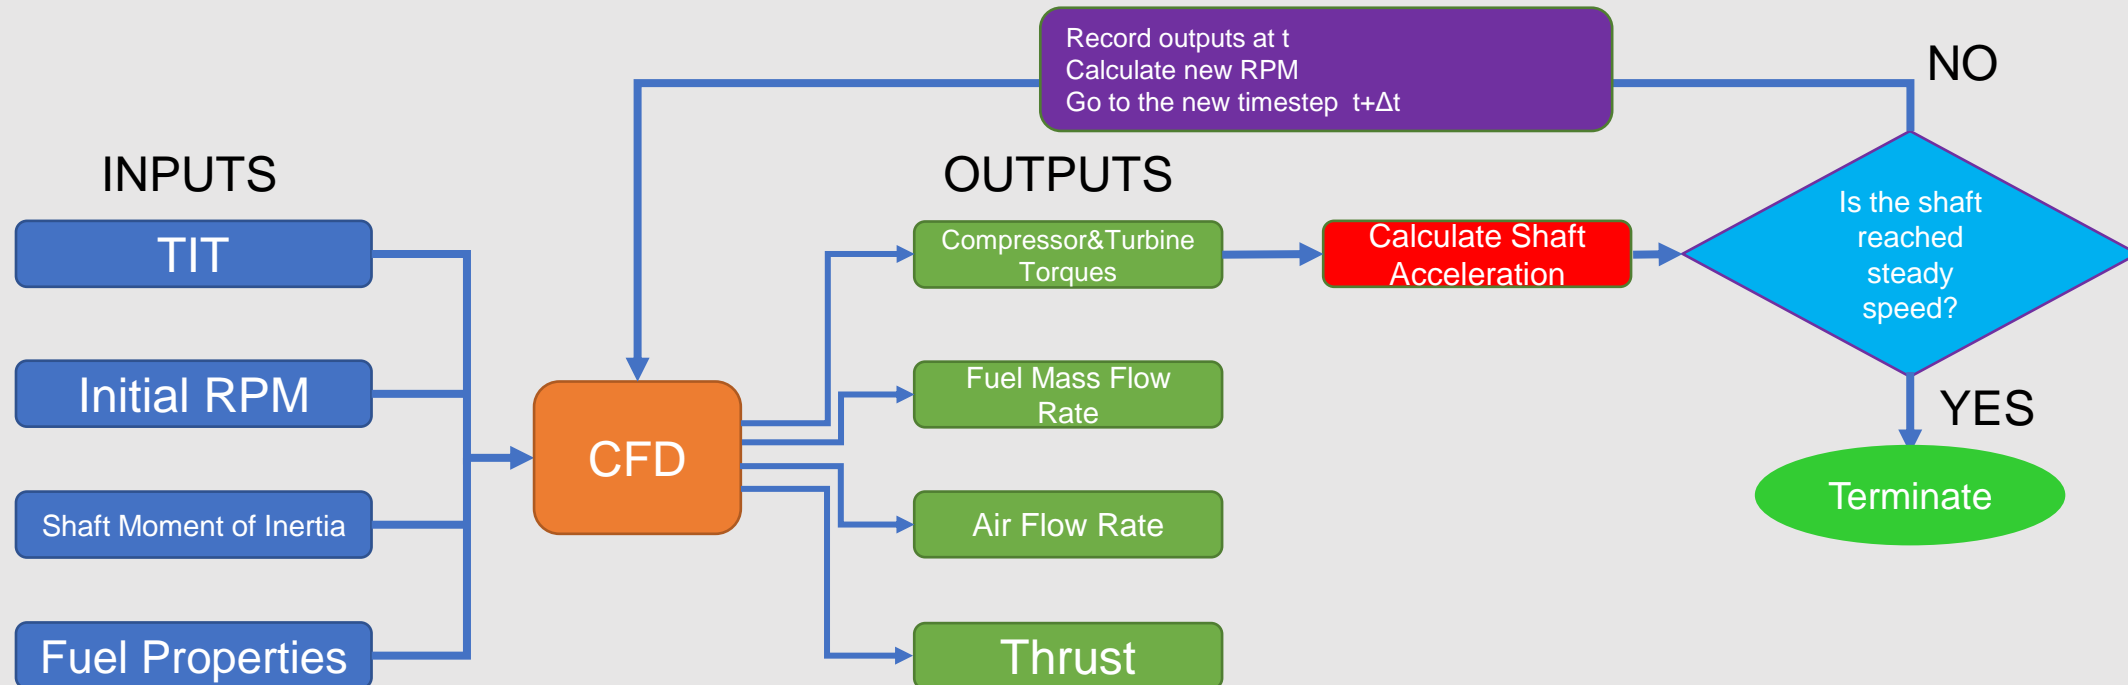 Record outputs at t
Calculate new RPM
Go to the new timestep  t+Δt
NO
INPUTS
OUTPUTS
TIT
Initial RPM
Shaft Moment of Inertia
Fuel Properties
CFD
Compressor&Turbine
Torques
Fuel Mass Flow
Rate
Air Flow Rate
Thrust
Calculate Shaft
Acceleration
Is the shaft
reached
steady
speed?
YES
Terminate